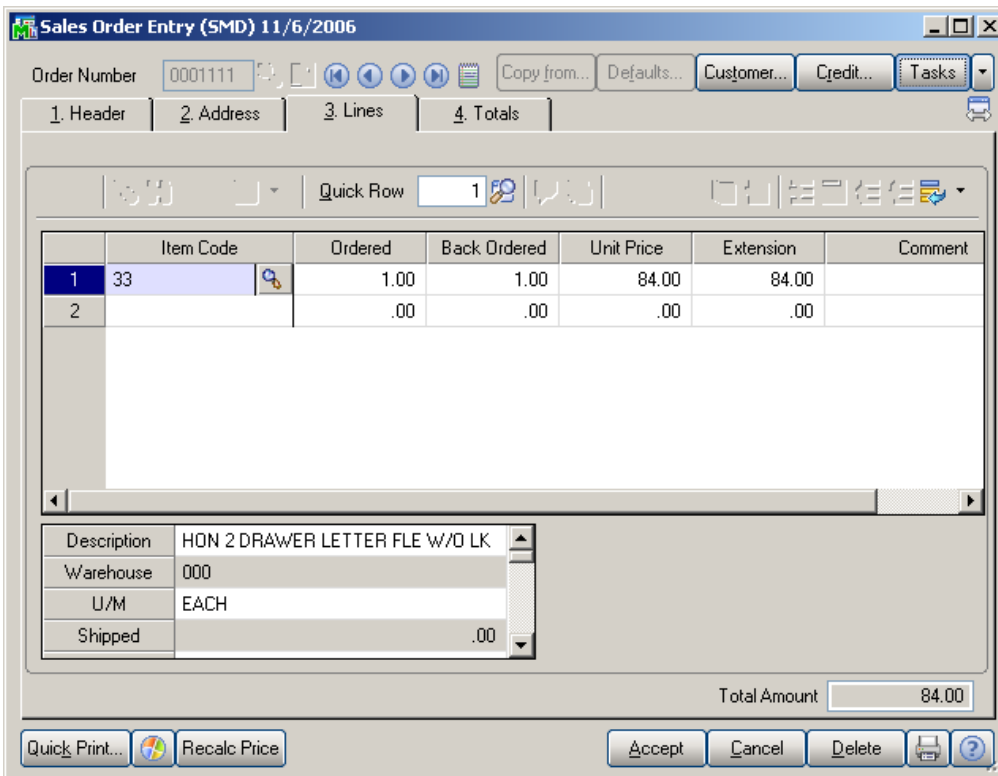 Sales Order Entry (SMD) 11/6/2006
Order Number 0001111 Copy from... Defaults... Customer... Credit... Tasks
1. Header 2. Address 3. Lines 4. Totals
Quick Row 1
Item Code Ordered Back Ordered Unit Price Extension Comment
1 33 1.00 1.00 84.00 84.00
2 .00 .00 .00 .00
Description HON 2 DRAWER LETTER FLE W/O LK
Warehouse 000
U/M EACH
Shipped .00
Total Amount 84.00
Quick Print... Recalc Price Accept Cancel Delete